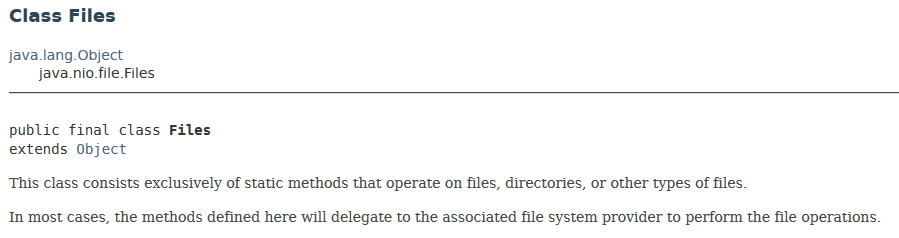 Class Files
java.lang.Object
java.nio.file.Files
public final class Files
extends Object
This class consists exclusively of static methods that operate on files, directories, or other types of files.
In most cases, the methods defined here will delegate to the associated file system provider to perform the file operations.